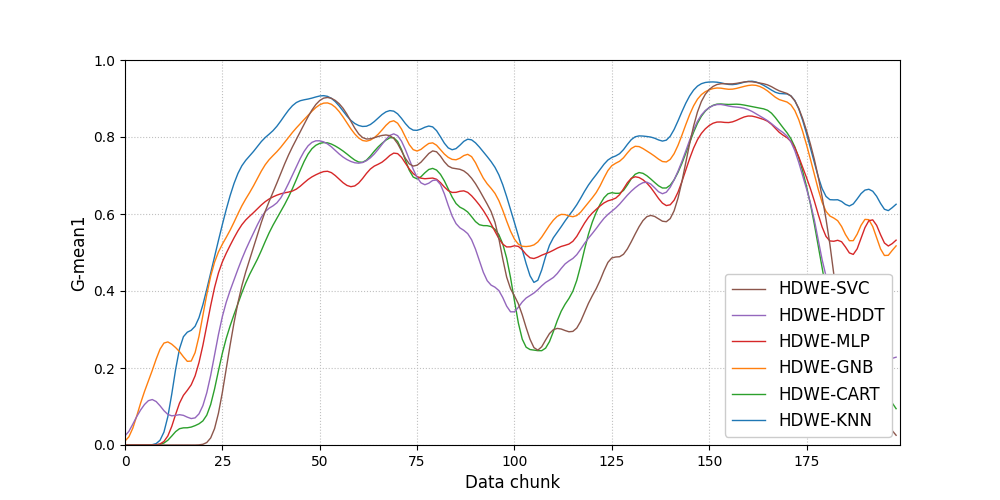 1.0
0.8
0.6
0.4
0.2
0.0
G-mean1
0 25 50 75 100 125 150 175
Data chunk
HDWE-SVC
HDWE-HDDT
HDWE-MLP
HDWE-GNB
HDWE-CART
HDWE-KNN